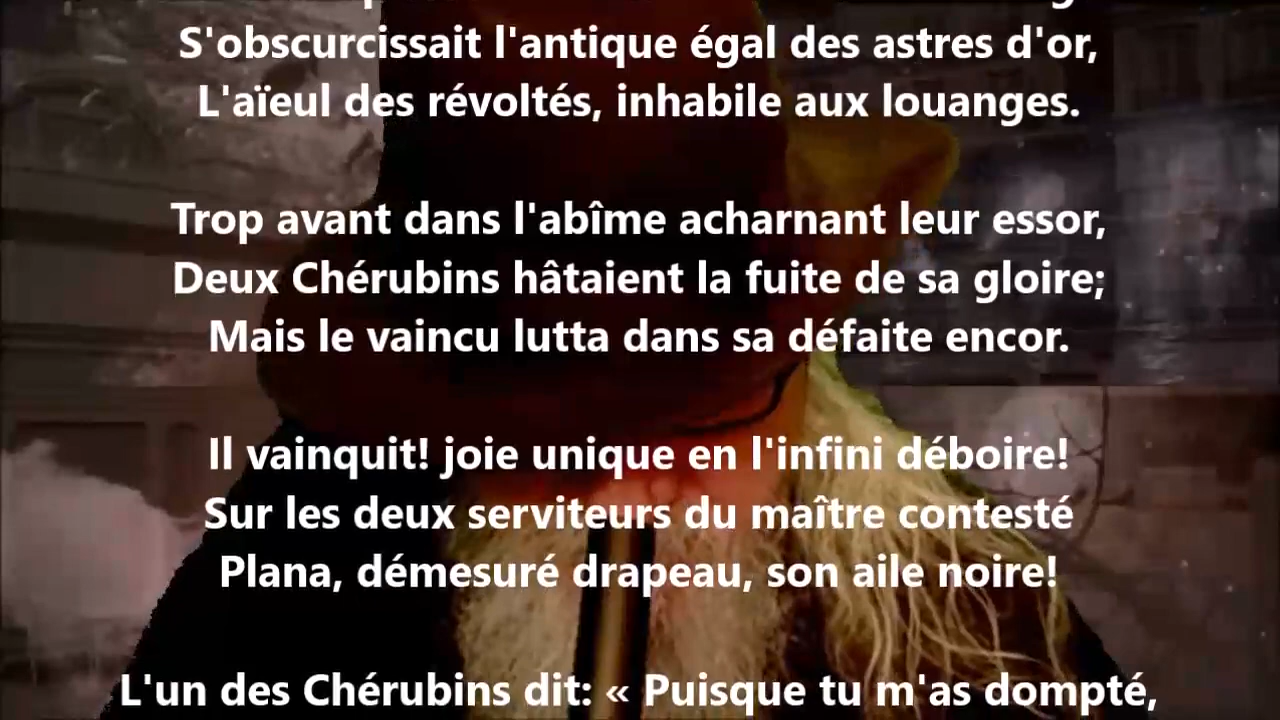 S'obscurcissait l'antique égal des astres d'or,
L'aïeul des révoltés, inhabile aux louanges.
Trop avant dans l'abîme acharnant leur essor,
Deux Chérubins hâtaient la fuite de sa gloire;
Mais le vaincu lutta dans sa défaite encor.
Il vainquit! joie unique en l'infini déboire!
Sur les deux serviteurs du maître contesté
Plana, démesuré drapeau, son aile noire!
L'un des Chérubins dit: « Puisque tu m'as dompté,